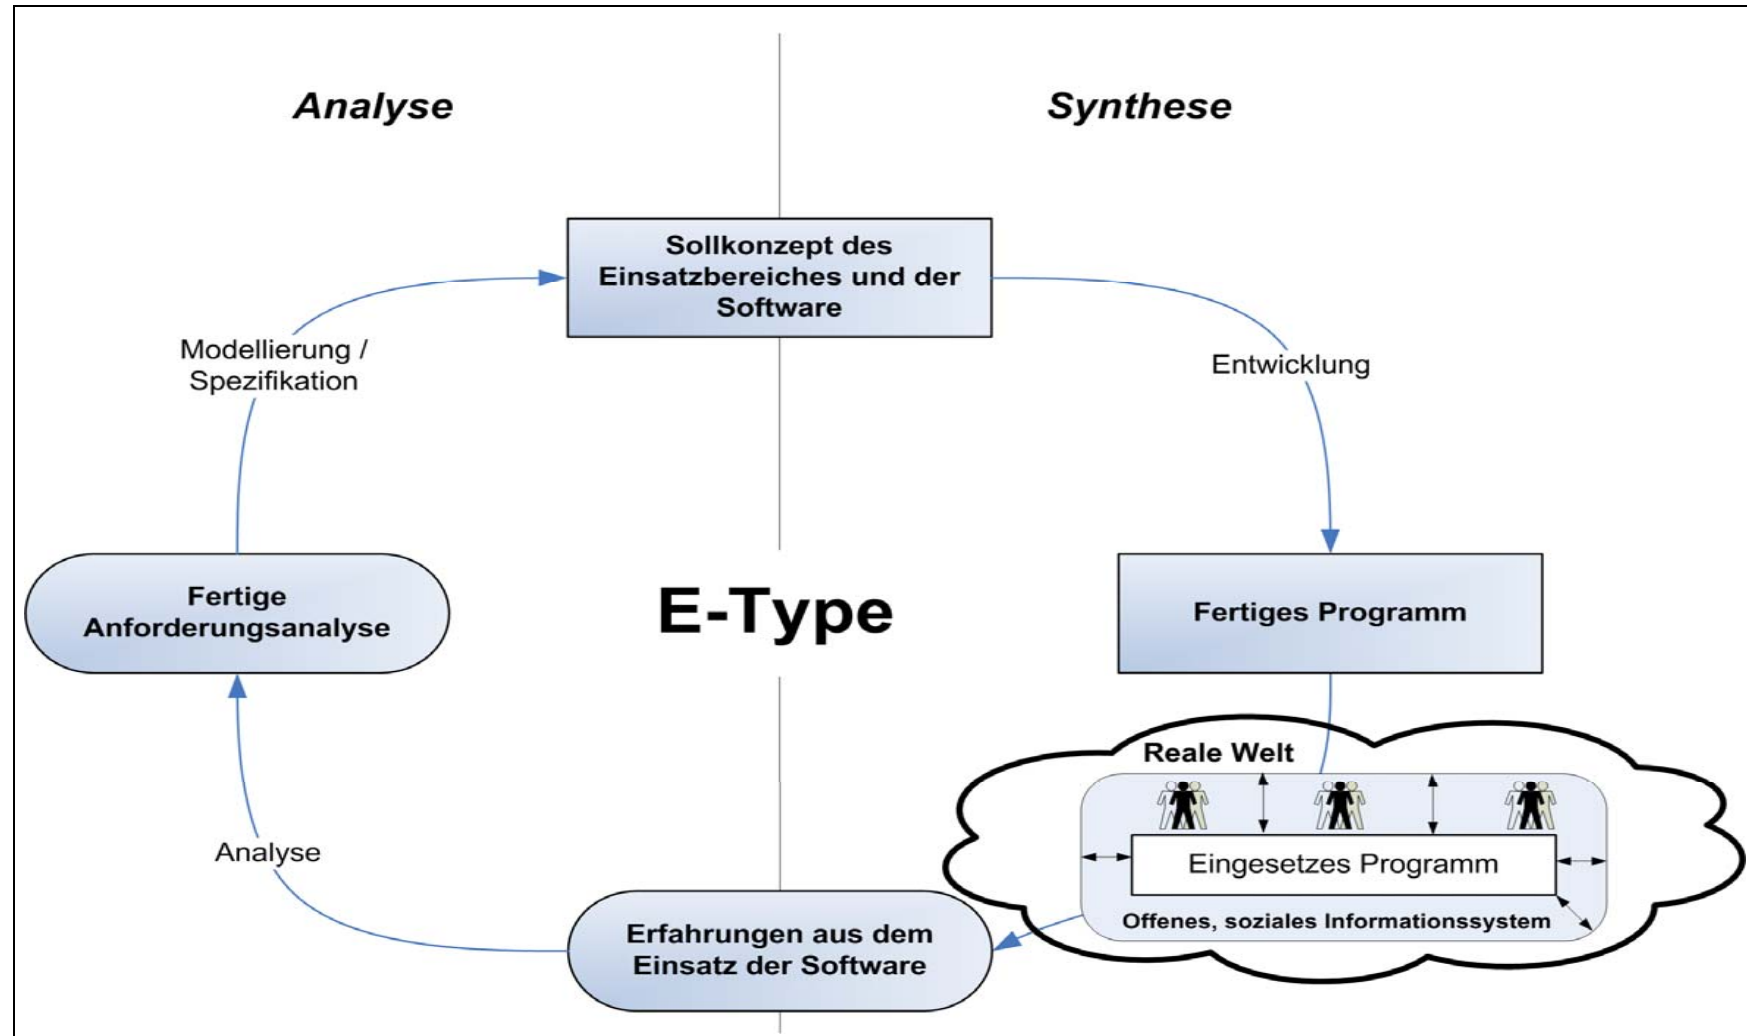 Analyse
Synthese
Sollkonzept des
Einsatzbereiches und der
Software
Modellierung /
Spezifikation
Entwicklung
Fertige
Anforderungsanalyse
E-Type
Fertiges Programm
Reale Welt
Eingesetzes Programm
Offenes, soziales Informationssystem
Analyse
Erfahrungen aus dem
Einsatz der Software